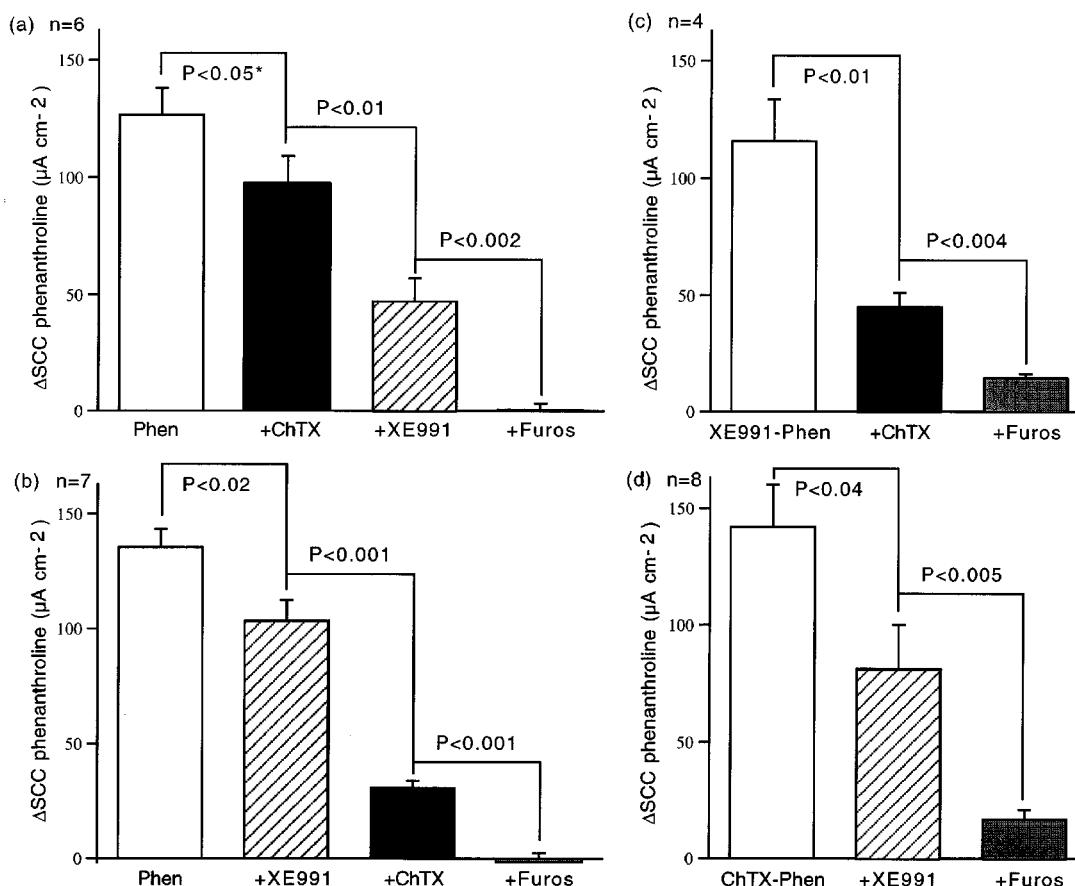 (a) n=6
ΔSCC phenanthroline (µA cm- 2)
150
100
50
0
P<0.05*
P<0.01
P<0.002
Phen +ChTX +XE991 +Furos
(c) n=4
ΔSCC phenanthroline (µA cm- 2)
150
100
50
0
P<0.01
P<0.004
XE991-Phen +ChTX +Furos
(b) n=7
ΔSCC phenanthroline (µA cm- 2)
150
100
50
0
P<0.02
P<0.001
P<0.001
Phen +XE991 +ChTX +Furos
(d) n=8
ΔSCC phenanthroline (µA cm- 2)
150
100
50
0
P<0.04
P<0.005
ChTX-Phen +XE991 +Furos